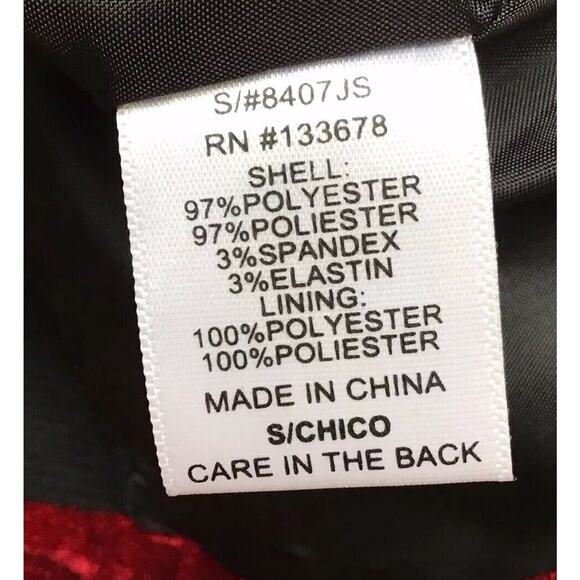 S/#8407JS
RN #133678
SHELL:
97%POLYESTER
97%POLIESTER
3%SPANDEX
3%ELASTIN
LINING:
100%POLYESTER
100%POLIESTER
MADE IN CHINA
S/CHICO
CARE IN THE BACK